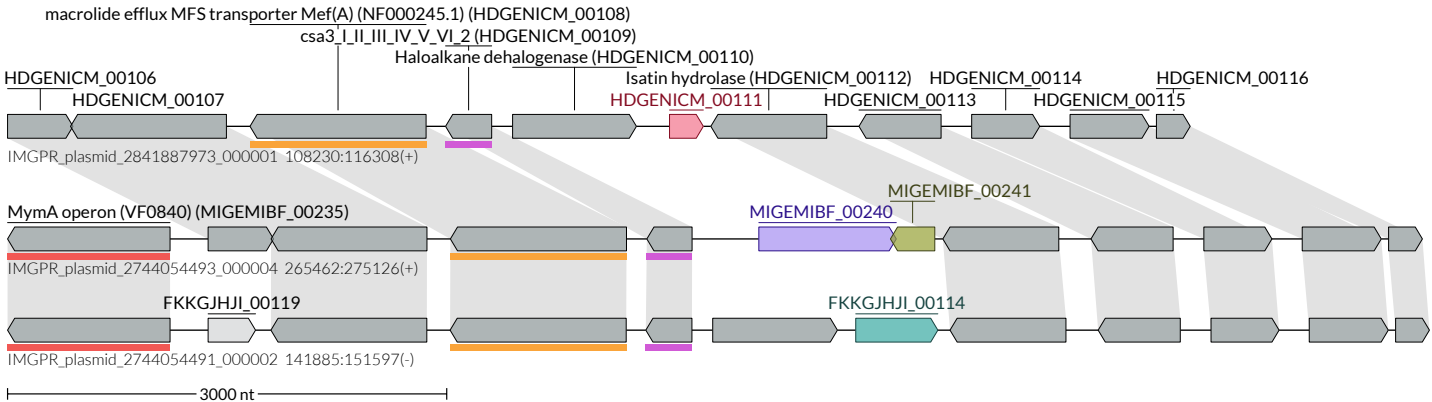 macrolide efflux MFS transporter Mef(A) (NF000245.1) (HDGENICM_00108)
csa3_I_II_III_IV_V_VI_2 (HDGENICM_00109)
Haloalkane dehalogenase (HDGENICM_00110)
HDGENICM_00106 Isatin hydrolase (HDGENICM_00112) HDGENICM_00114 HDGENICM_00116
HDGENICM_00107 HDGENICM_00111 HDGENICM_00113 HDGENICM_00115
IMGPR_plasmid_2841887973_000001 108230:116308(+)
MIGEMIBF_00241
MymA operon (VF0840) (MIGEMIBF_00235) MIGEMIBF_00240
IMGPR_plasmid_2744054493_000004 265462:275126(+)
FKKGJHJI_00119 FKKGJHJI_00114
IMGPR_plasmid_2744054491_000002 141885:151597(-)
3000 nt